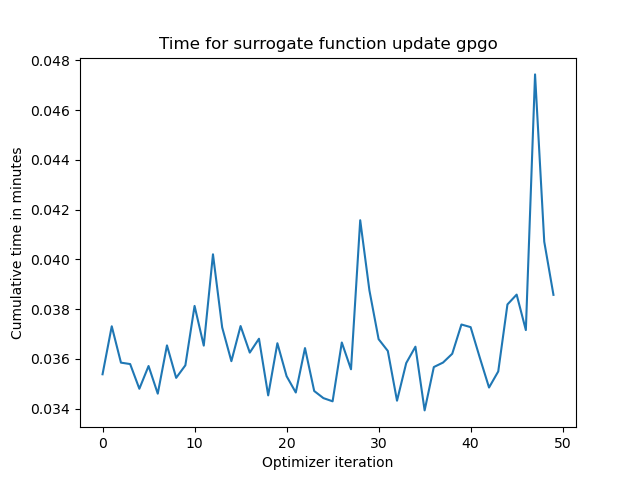 Time for surrogate function update gpgo
Cumulative time in minutes
0.048
0.046
0.044
0.042
0.040
0.038
0.036
0.034
0 10 20 30 40 50
Optimizer iteration